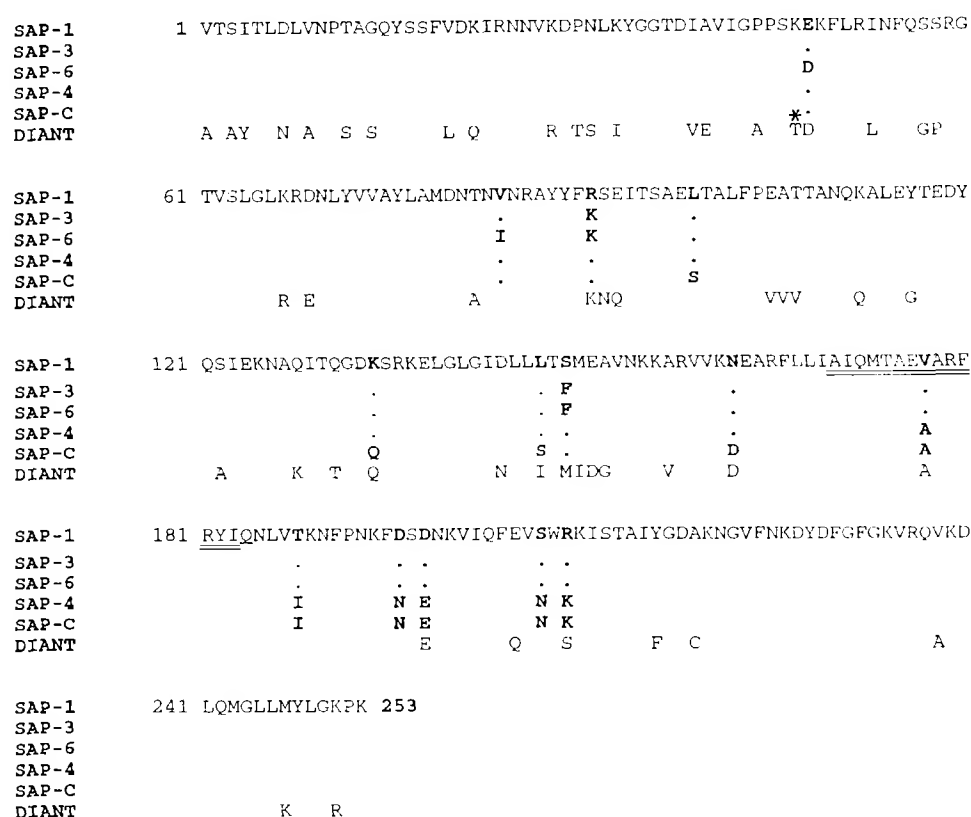 SAP-1 1 VTSITLDLVNPTAGQYSSFVDKIRNNVKDPNLKYGGTDIAVIGPPSKEKFLRINFQSSRG
SAP-3 .
SAP-6 D
SAP-4 .
SAP-C *.
DIANT A AY N A S S L Q R TS I VE A TD L GP
SAP-1 61 TVSLGLKRDNLYVVAYLAMDNTNVNRAYYFRSEITSAELTALFPEATTANQKALEYTEDY
SAP-3 . K .
SAP-6 I K .
SAP-4 . . .
SAP-C . . S
DIANT R E A KNQ VVV Q G
SAP-1 121 QSIEKNAQITQGDKSRKELGLGIDLLLTSMEAVNKKARVVKNEARFLLIAIQMTAEVARF
SAP-3 . . F . .
SAP-6 . . F . .
SAP-4 . . . . A
SAP-C Q S . D A
DIANT A K T Q N I MIDG V D A
SAP-1 181 RYIQNLVTKNFPNKFDSDNKVIQFEVSWRKISTAIYGDAKNGVFNKDYDFGFGKVRQVKD
SAP-3 . . . . .
SAP-6 . . . . .
SAP-4 I N E N K
SAP-C I N E N K
DIANT E Q S F C A
SAP-1 241 LQMGLLMYLGKPK 253
SAP-3
SAP-6
SAP-4
SAP-C
DIANT K R